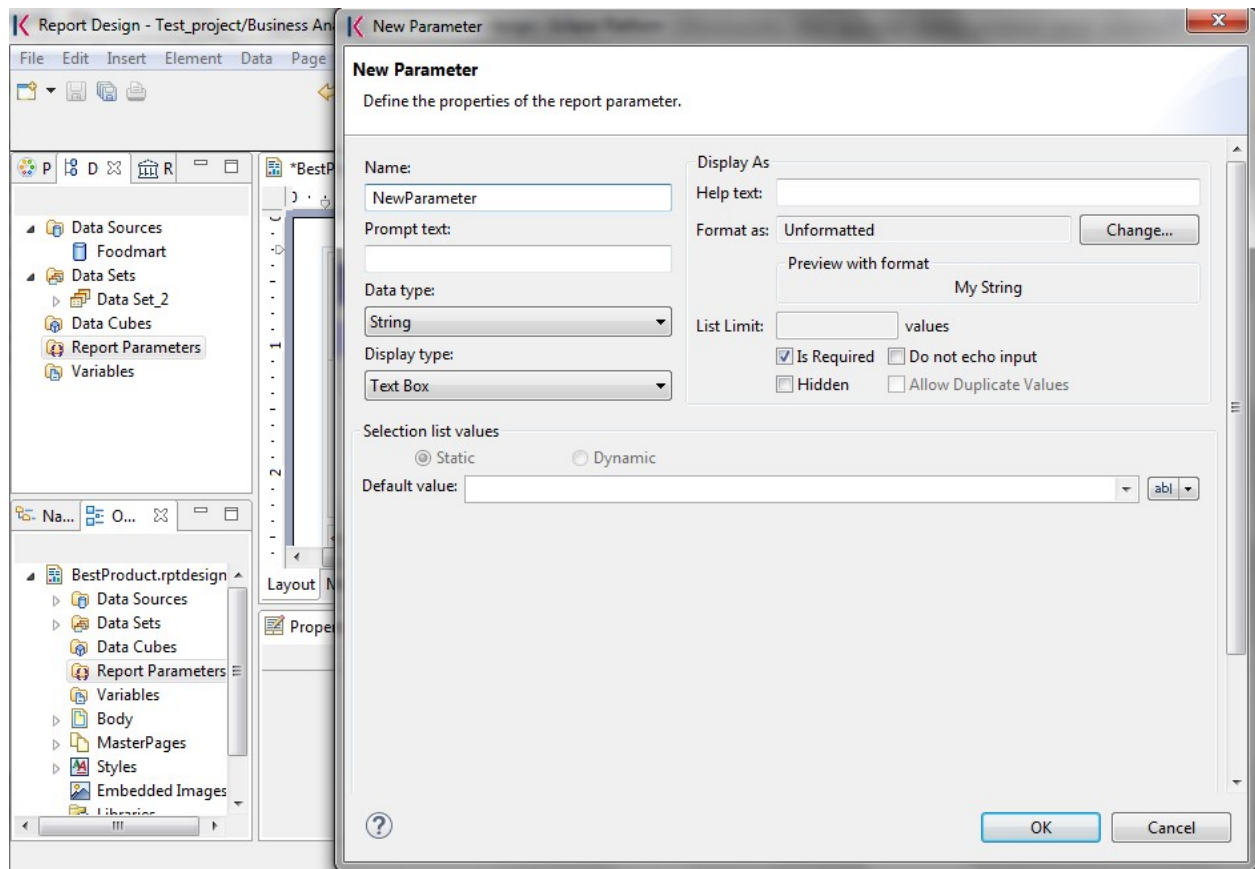 Report Design - Test_project/Business An
File Edit Insert Element Data Page
P D R
Data Sources
Foodmart
Data Sets
Data Set_2
Data Cubes
Report Parameters
Variables
Na... O...
BestProduct.rptdesign
Data Sources
Data Sets
Data Cubes
Report Parameters
Variables
Body
MasterPages
Styles
Embedded Images
Libraries
*BestP
1
2
Layout
Proper
New Parameter
New Parameter
Define the properties of the report parameter.
Name:
NewParameter
Prompt text:
Data type:
String
Display type:
Text Box
Display As
Help text:
Format as: Unformatted Change...
Preview with format
My String
List Limit: values
Is Required Do not echo input
Hidden Allow Duplicate Values
Selection list values
Static Dynamic
Default value: ab|
?
OK Cancel